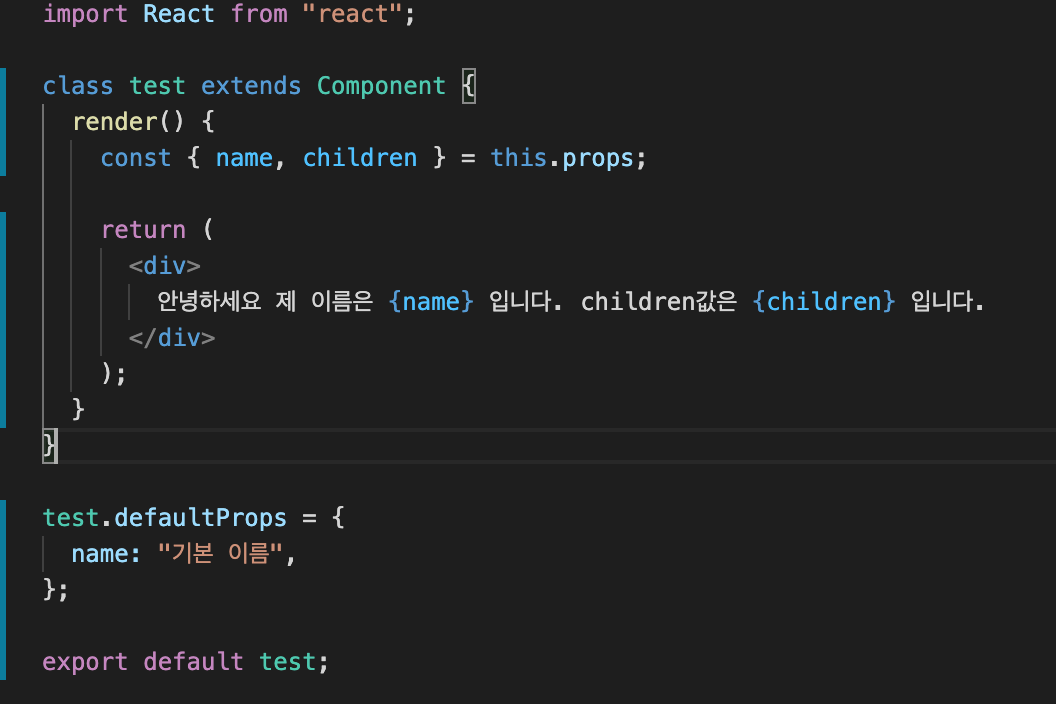 import React from "react";
class test extends Component {
render() {
const { name, children } = this.props;
return (
<div>
안녕하세요 제 이름은 {name} 입니다. children값은 {children} 입니다.
</div>
);
}
}
test.defaultProps = {
name: "기본 이름",
};
export default test;